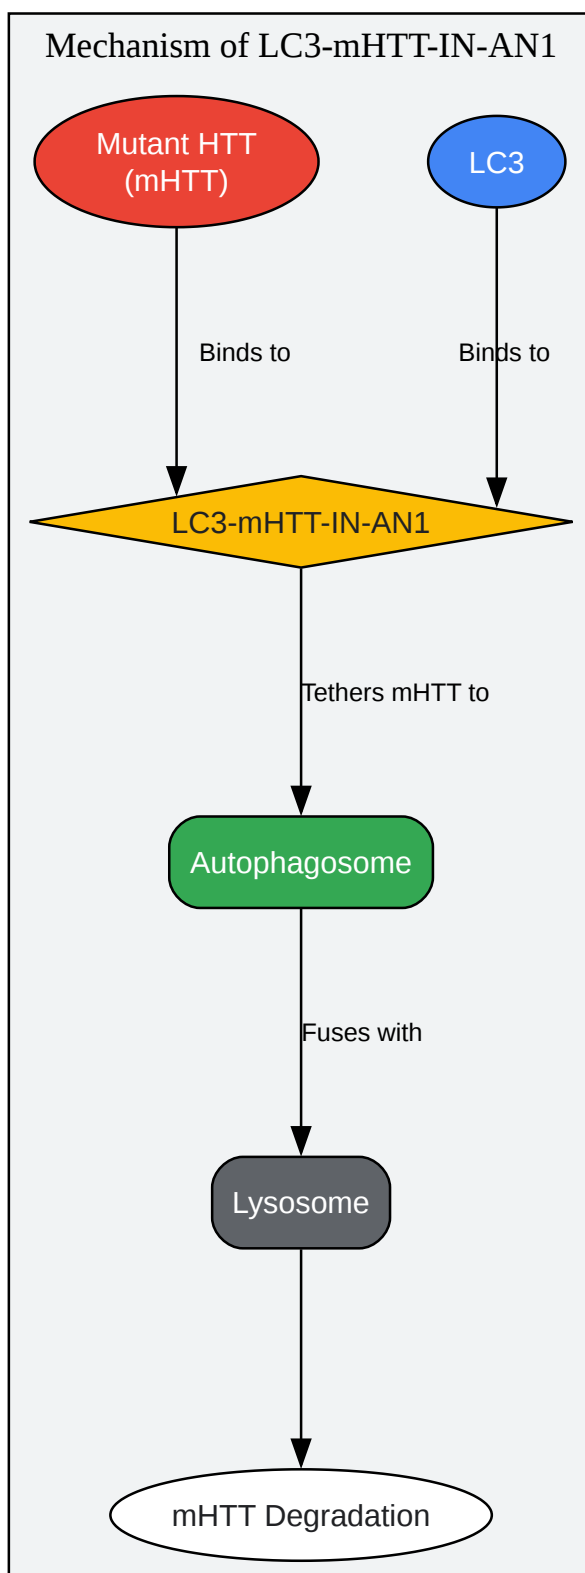 Mechanism of LC3-mHTT-IN-AN1
Mutant HTT
(mHTT)
LC3
Binds to
Binds to
LC3-mHTT-IN-AN1
Tethers mHTT to
Autophagosome
Fuses with
Lysosome
mHTT Degradation